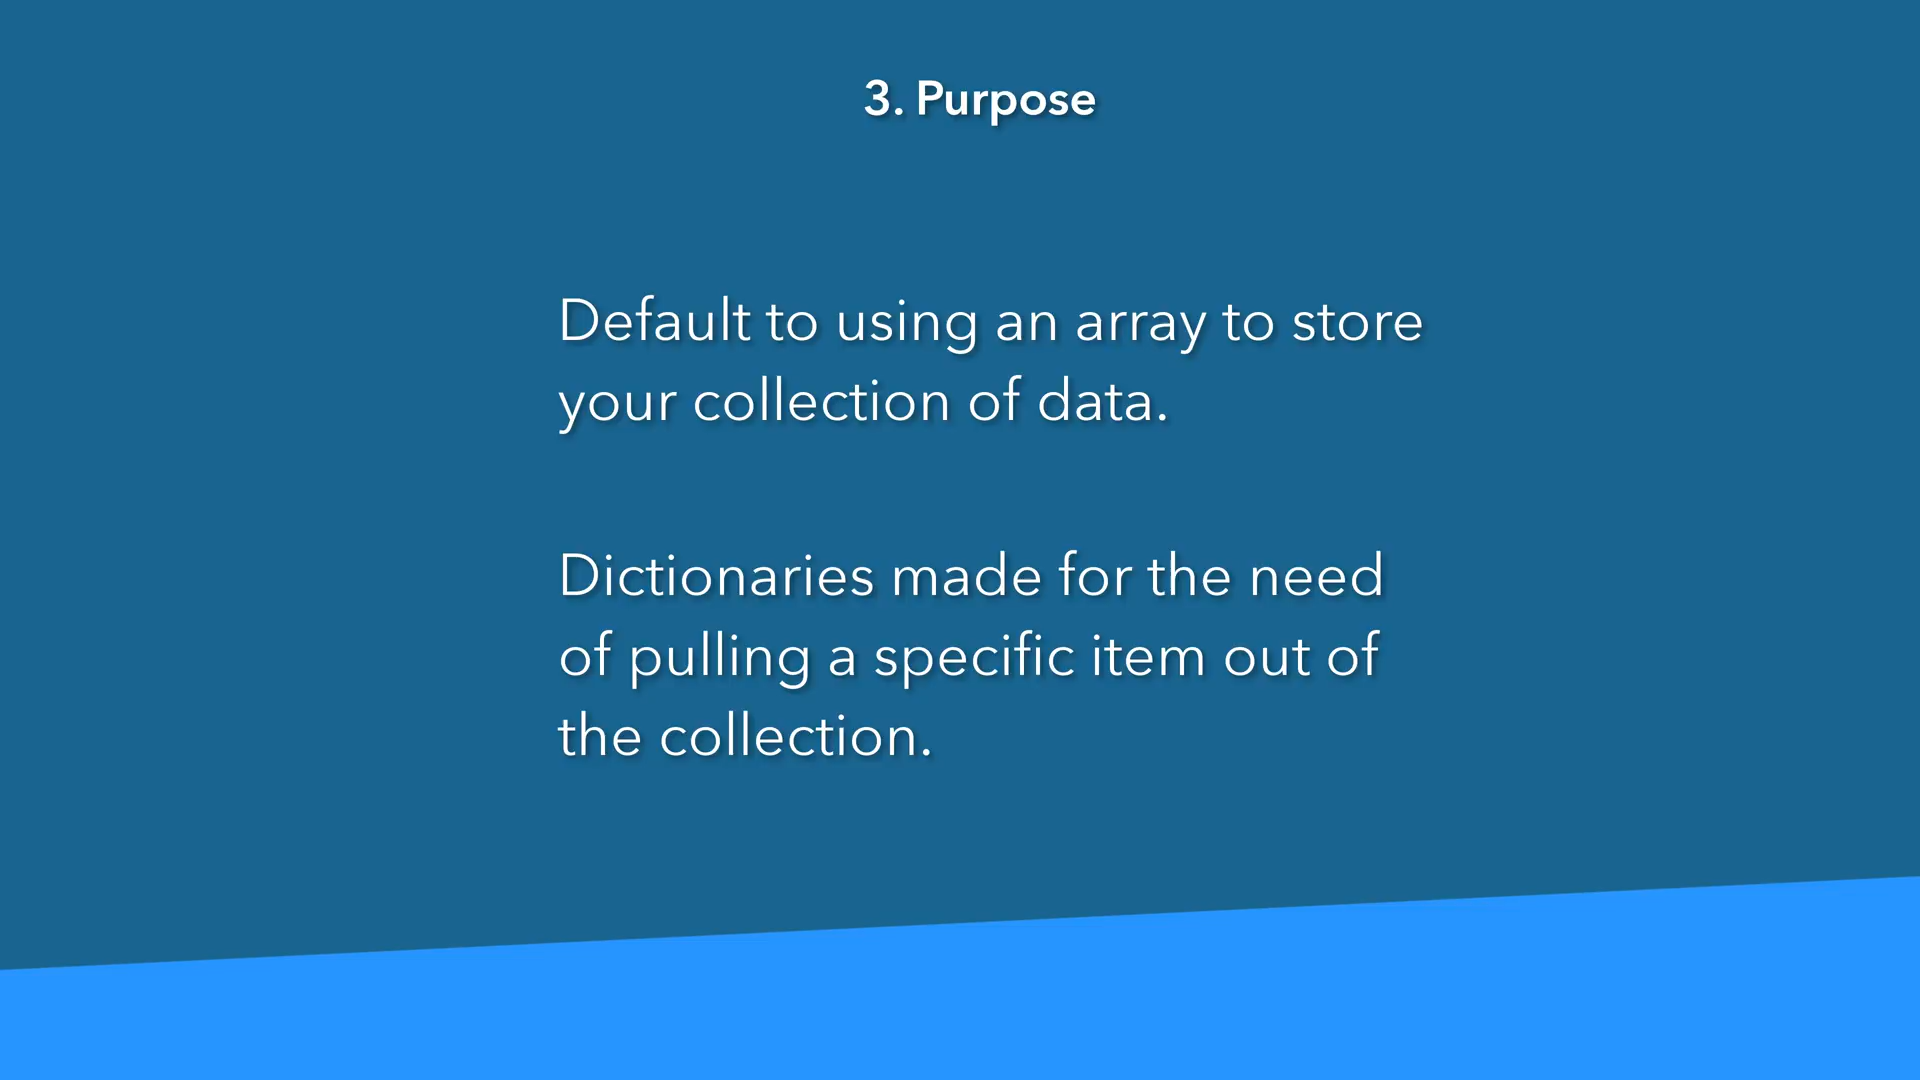 3. Purpose
Default to using an array to store
your collection of data.
Dictionaries made for the need
of pulling a specific item out of
the collection.